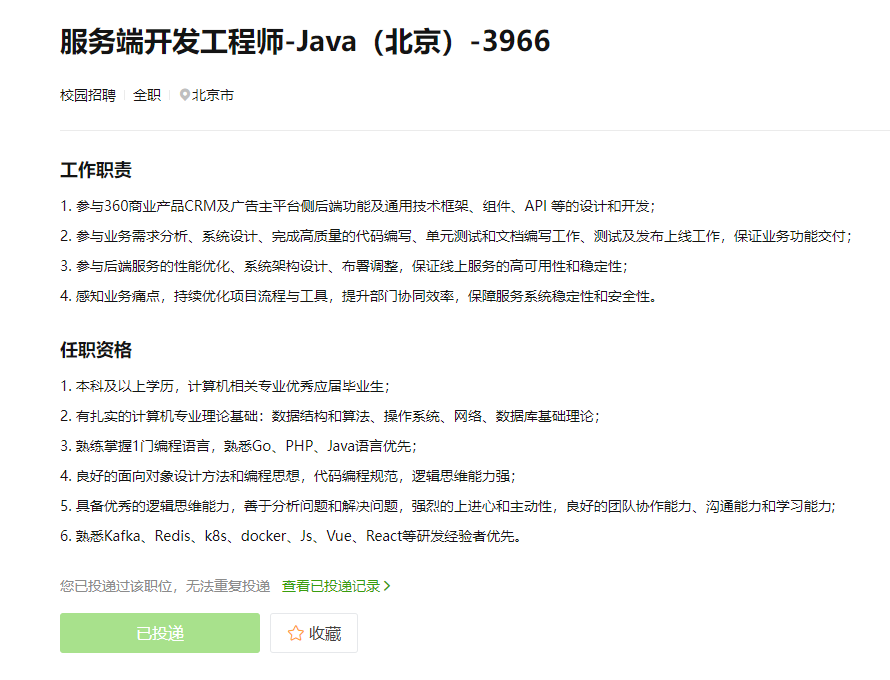 服务端开发工程师-Java（北京）-3966
校园招聘 全职 北京市
工作职责
1. 参与360商业产品CRM及广告主平台侧后端功能及通用技术框架、组件、API 等的设计和开发；
2. 参与业务需求分析、系统设计、完成高质量的代码编写、单元测试和文档编写工作、测试及发布上线工作，保证业务功能交付；
3. 参与后端服务的性能优化、系统架构设计、布署调整，保证线上服务的高可用性和稳定性；
4. 感知业务痛点，持续优化项目流程与工具，提升部门协同效率，保障服务系统稳定性和安全性。
任职资格
1. 本科及以上学历，计算机相关专业优秀应届毕业生；
2. 有扎实的计算机专业理论基础：数据结构和算法、操作系统、网络、数据库基础理论；
3. 熟练掌握1门编程语言，熟悉Go、PHP、Java语言优先；
4. 良好的面向对象设计方法和编程思想，代码编程规范，逻辑思维能力强；
5. 具备优秀的逻辑思维能力，善于分析问题和解决问题，强烈的上进心和主动性，良好的团队协作能力、沟通能力和学习能力；
6. 熟悉Kafka、Redis、k8s、docker、Js、Vue、React等研发经验者优先。
您已投递过该职位，无法重复投递 查看已投递记录 >
已投递 收藏